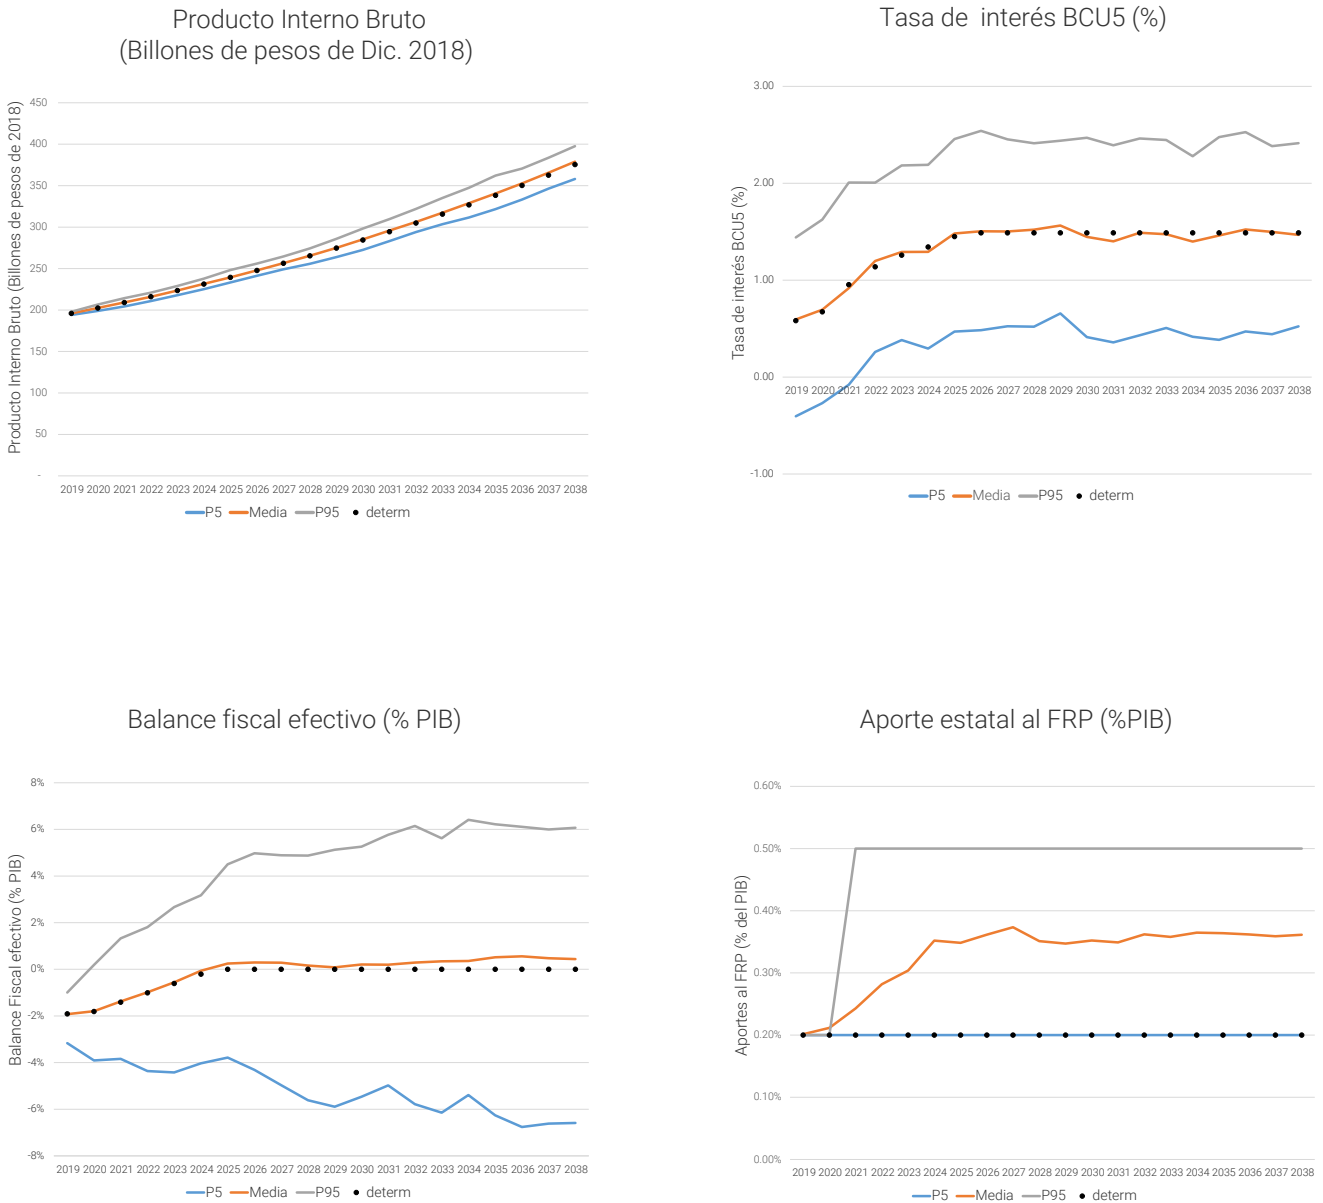 Producto Interno Bruto
(Billones de pesos de Dic. 2018)
Producto Interno Bruto (Billones de pesos de 2018)
450
400
350
300
250
200
150
100
50
-
2019 2020 2021 2022 2023 2024 2025 2026 2027 2028 2029 2030 2031 2032 2033 2034 2035 2036 2037 2038
P5 Media P95 determ
Tasa de interés BCU5 (%)
Tasa de interés BCU5 (%)
3.00
2.00
1.00
0.00
-1.00
2019 2020 2021 2022 2023 2024 2025 2026 2027 2028 2029 2030 2031 2032 2033 2034 2035 2036 2037 2038
P5 Media P95 determ
Balance fiscal efectivo (% PIB)
Balance Fiscal efectivo (% PIB)
8%
6%
4%
2%
0%
-2%
-4%
-6%
-8%
2019 2020 2021 2022 2023 2024 2025 2026 2027 2028 2029 2030 2031 2032 2033 2034 2035 2036 2037 2038
P5 Media P95 determ
Aporte estatal al FRP (%PIB)
Aportes al FRP (% del PIB)
0.60%
0.50%
0.40%
0.30%
0.20%
0.10%
0.00%
2019 2020 2021 2022 2023 2024 2025 2026 2027 2028 2029 2030 2031 2032 2033 2034 2035 2036 2037 2038
P5 Media P95 determ